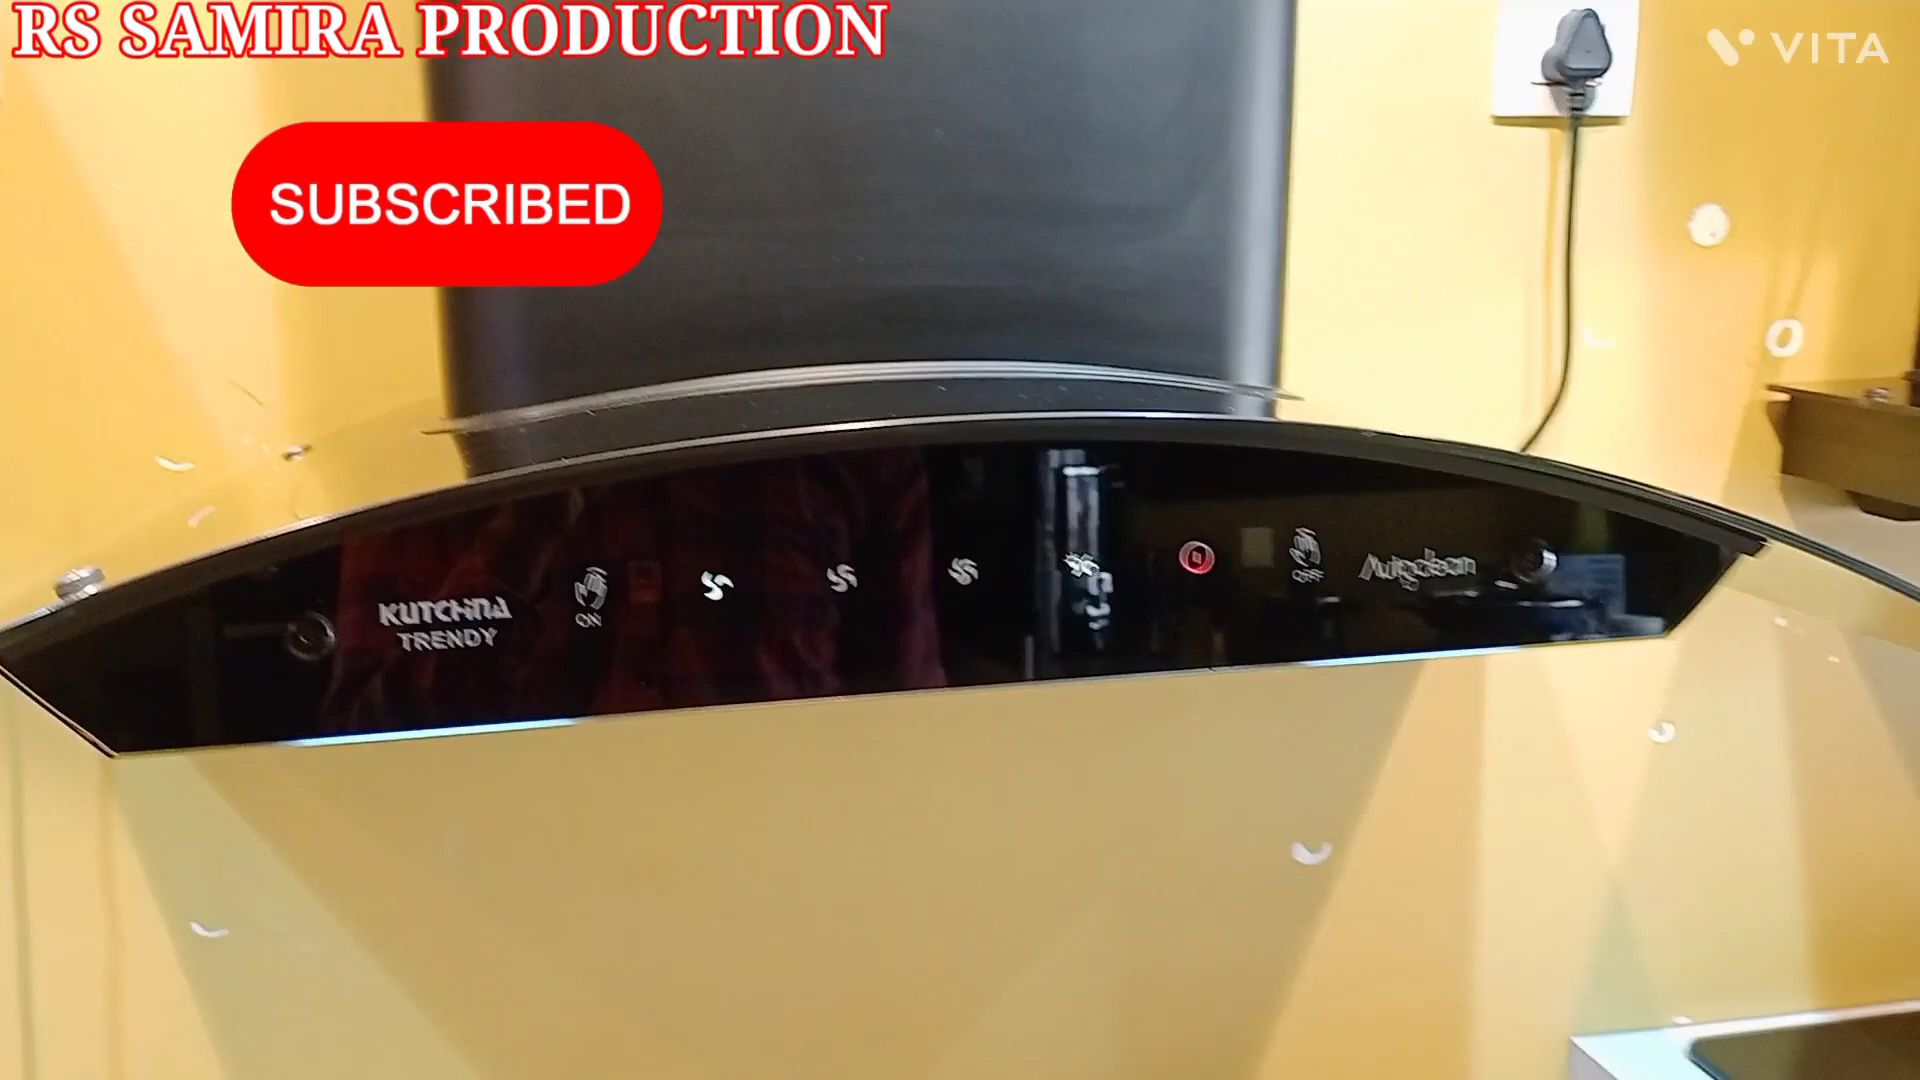 RS SAMIRA PRODUCTION
VITA
SUBSCRIBED
KUTCHINA
TRENDY
ON
OFF
Autoclean